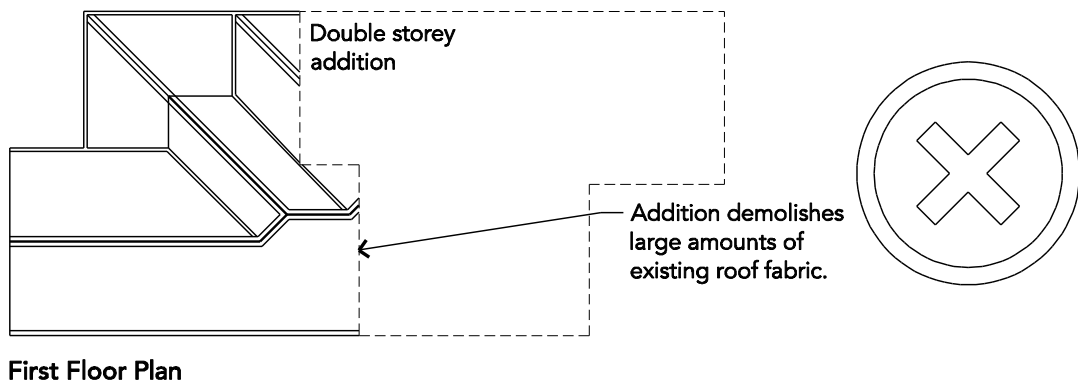 Double storey
addition
Addition demolishes
large amounts of
existing roof fabric.
First Floor Plan